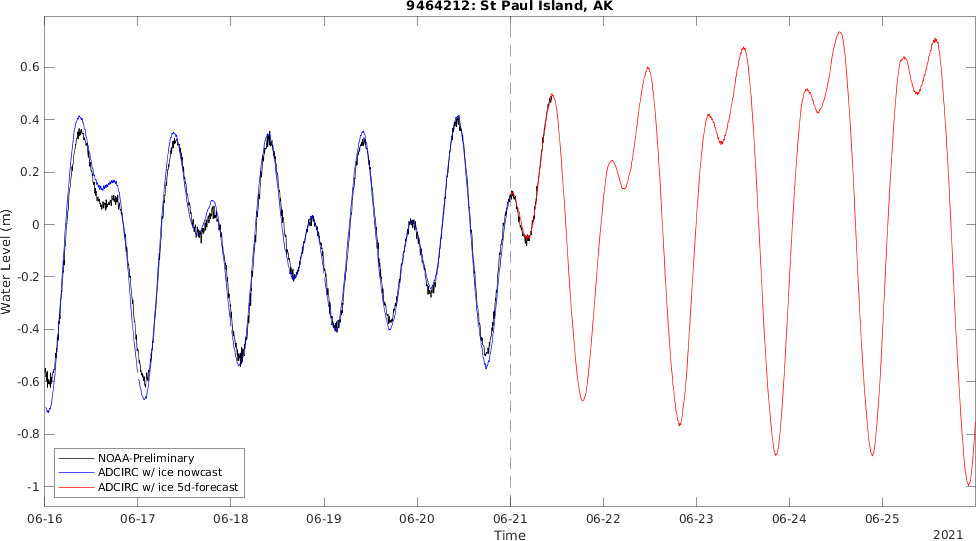 9464212: St Paul Island, AK
Water Level (m)
0.6
0.4
0.2
0
-0.2
-0.4
-0.6
-0.8
-1
NOAA-Preliminary
ADCIRC w/ ice nowcast
ADCIRC w/ ice 5d-forecast
06-16 06-17 06-18 06-19 06-20 06-21 06-22 06-23 06-24 06-25
Time
2021